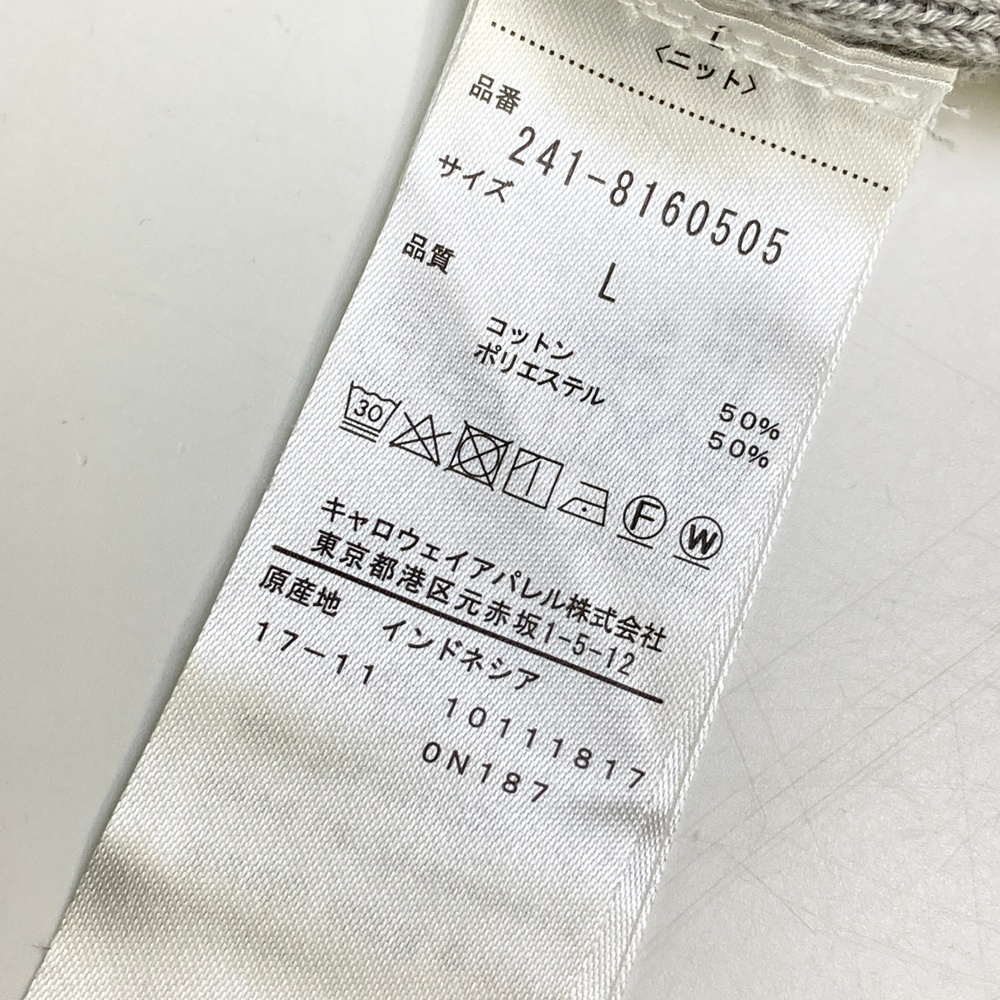 〈ニット〉
品番
241-8160505
サイズ
L
品質
コットン 50%
ポリエステル 50%
30
F W
キャロウェイアパレル株式会社
東京都港区元赤坂1-5-12
原産地 インドネシア
17-11 10111817
0N187